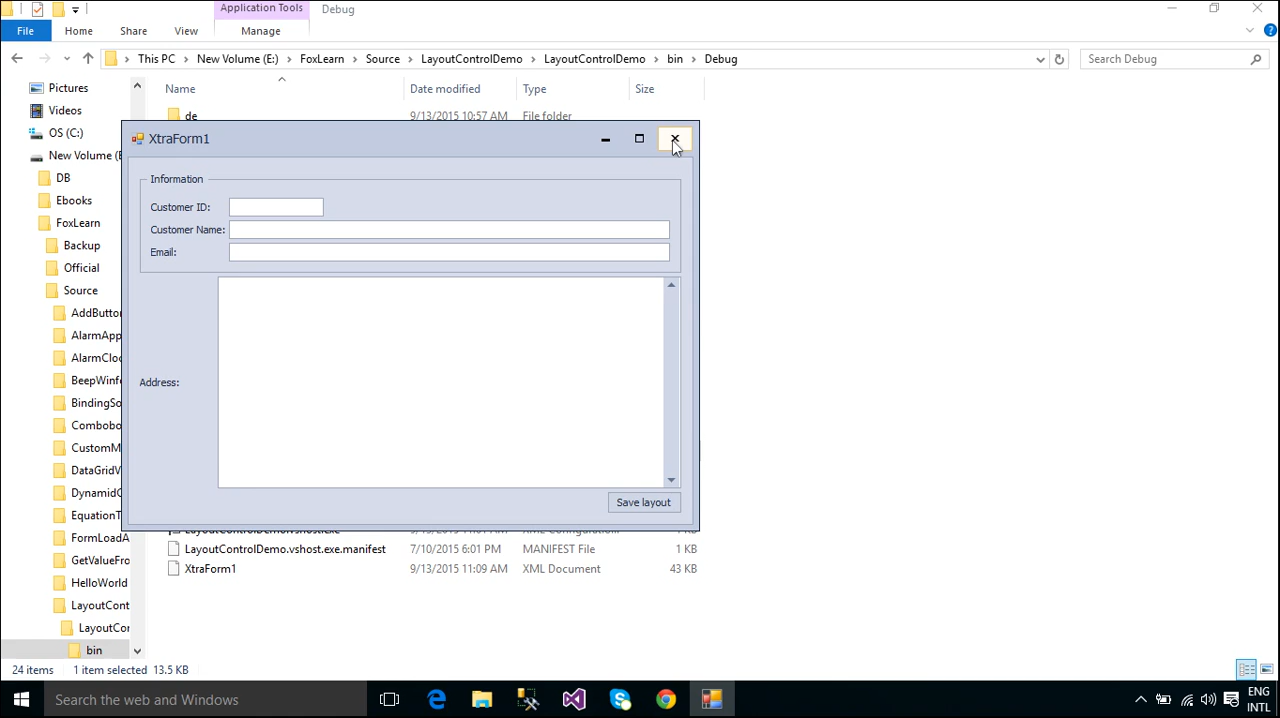 Application Tools
Debug
File
Home
Share
View
Manage
This PC
New Volume (E:)
FoxLearn
Source
LayoutControlDemo
LayoutControlDemo
bin
Debug
Search Debug
Pictures
Videos
OS (C:)
New Volume (E
DB
Ebooks
FoxLearn
Backup
Official
Source
AddButto
AlarmApp
AlarmClo
BeepWinfo
BindingSo
Combobo
CustomM
DataGridV
DynamidC
EquationT
FormLoadA
GetValueFro
HelloWorld
LayoutCont
LayoutCor
bin
Name
Date modified
Type
Size
de
9/13/2015 10:57 AM
File folder
XtraForm1
Information
Customer ID:
Customer Name:
Email:
Address:
Save layout
LayoutControlDemo.vshost.exe.manifest
7/10/2015 6:01 PM
MANIFEST File
1 KB
XtraForm1
9/13/2015 11:09 AM
XML Document
43 KB
24 items
1 item selected 13.5 KB
Search the web and Windows
ENG
INTL